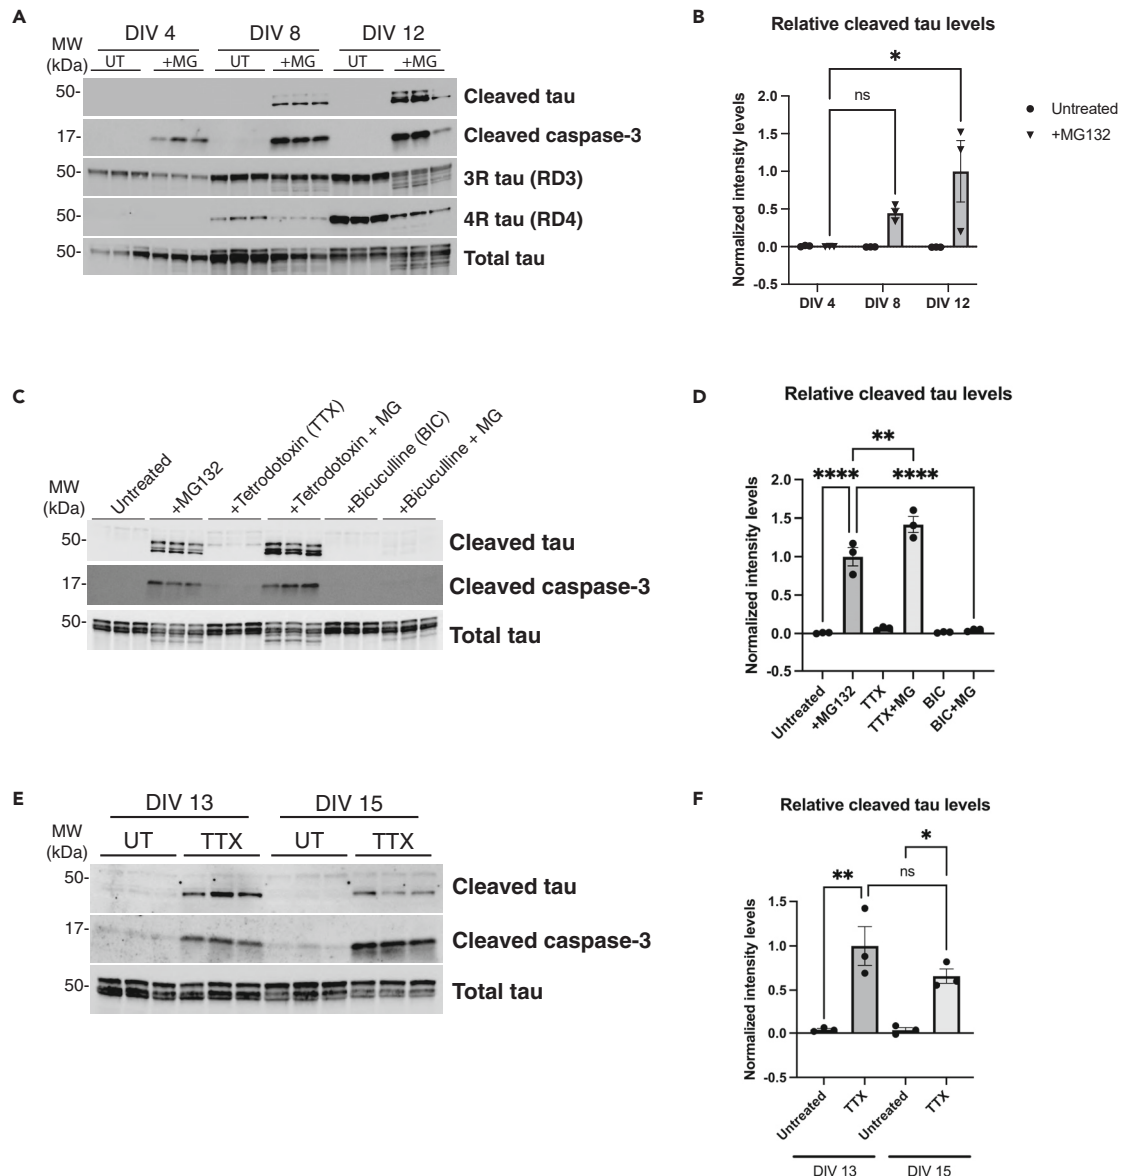 A
DIV 4 DIV 8 DIV 12
MW
(kDa)
UT +MG UT +MG UT +MG
50-
Cleaved tau
17-
Cleaved caspase-3
50-
3R tau (RD3)
50-
4R tau (RD4)
50-
Total tau
B
Relative cleaved tau levels
*
ns
Untreated
+MG132
Normalized intensity levels
2.0
1.5
1.0
0.5
0.0
-0.5
DIV 4 DIV 8 DIV 12
C
MW
(kDa)
Untreated
+MG132
+Tetrodotoxin (TTX)
+Tetrodotoxin + MG
+Bicuculline (BIC)
+Bicuculline + MG
50-
Cleaved tau
17-
Cleaved caspase-3
50-
Total tau
D
Relative cleaved tau levels
**
**** ****
Normalized intensity levels
2.0
1.5
1.0
0.5
0.0
-0.5
Untreated
+MG132
TTX
TTX+MG
BIC
BIC+MG
E
DIV 13 DIV 15
MW
(kDa)
UT TTX UT TTX
50-
Cleaved tau
17-
Cleaved caspase-3
50-
Total tau
F
Relative cleaved tau levels
*
** ns
Normalized intensity levels
1.5
1.0
0.5
0.0
-0.5
Untreated
TTX
Untreated
TTX
DIV 13 DIV 15